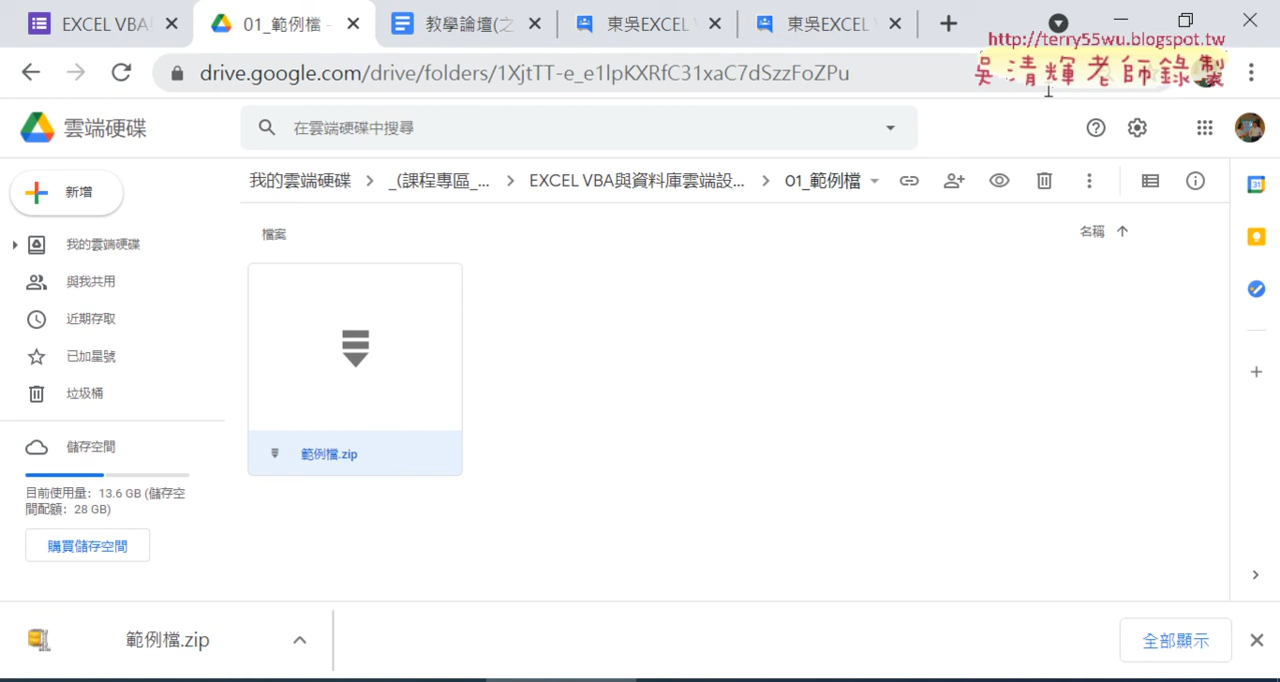 EXCEL VBA
01_範例檔 -
教學論壇(之
東吳EXCEL
東吳EXCEL
http://terry55wu.blogspot.tw
吳清輝老師錄製
drive.google.com/drive/folders/1XjtTT-e_e1lpKXRfC31xaC7dSzzFoZPu
雲端硬碟
在雲端硬碟中搜尋
新增
我的雲端硬碟
_(課程專區_...
EXCEL VBA與資料庫雲端設...
01_範例檔
31
我的雲端硬碟
與我共用
近期存取
已加星號
垃圾桶
儲存空間
目前使用量: 13.6 GB (儲存空
間配額: 28 GB)
購買儲存空間
檔案
名稱
範例檔.zip
範例檔.zip
全部顯示